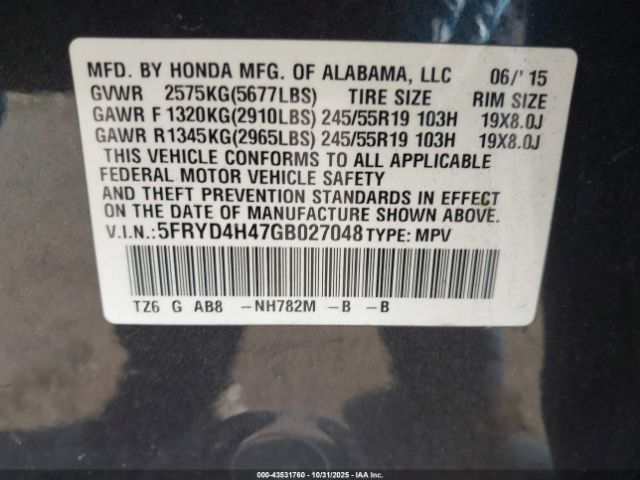 MFD. BY HONDA MFG. OF ALABAMA, LLC 06/' 15
GVWR 2575KG(5677LBS) TIRE SIZE RIM SIZE
GAWR F 1320KG(2910LBS) 245/55R19 103H 19X8.0J
GAWR R 1345KG(2965LBS) 245/55R19 103H 19X8.0J
THIS VEHICLE CONFORMS TO ALL APPLICABLE
FEDERAL MOTOR VEHICLE SAFETY
AND THEFT PREVENTION STANDARDS IN EFFECT
ON THE DATE OF MANUFACTURE SHOWN ABOVE.
V.I.N.: 5FRYD4H47GB027048 TYPE: MPV
TZ6 G AB8 -NH782M -B -B
000-43531760 | 10/31/2025 | IAA Inc.